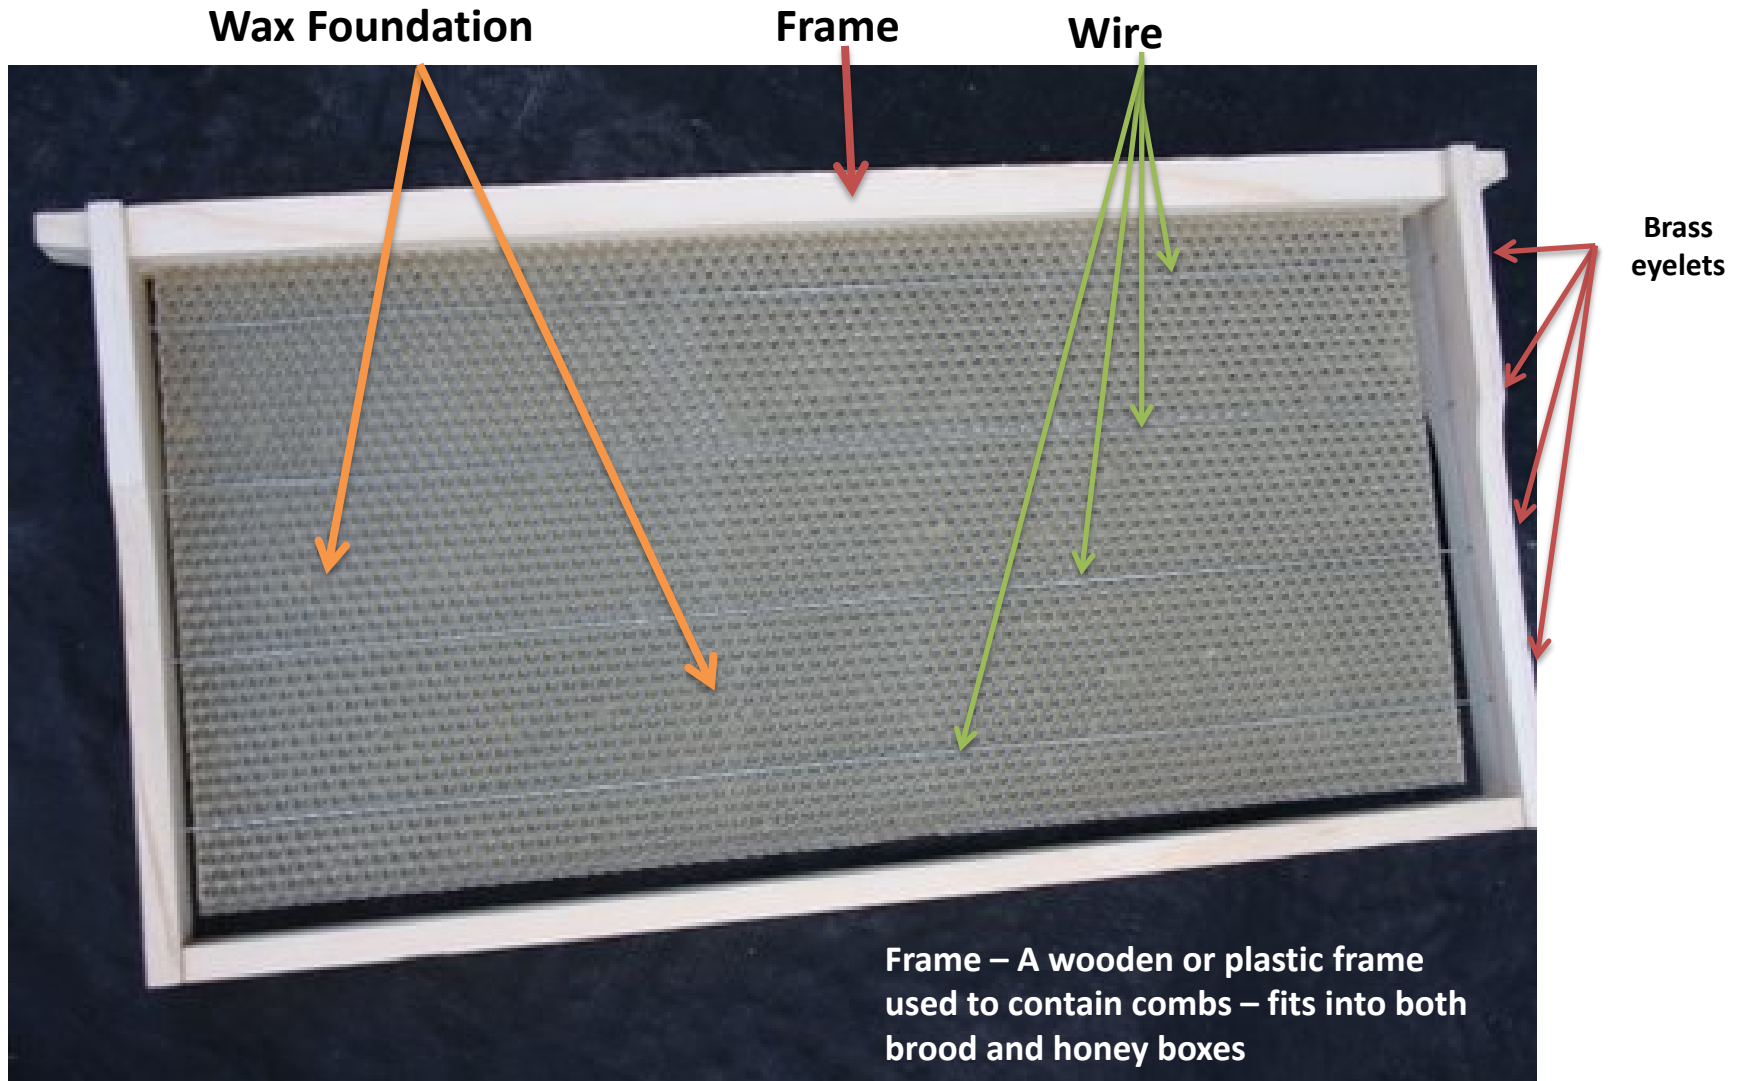 Wax Foundation
Frame
Wire
Brass
eyelets
Frame – A wooden or plastic frame
used to contain combs – fits into both
brood and honey boxes